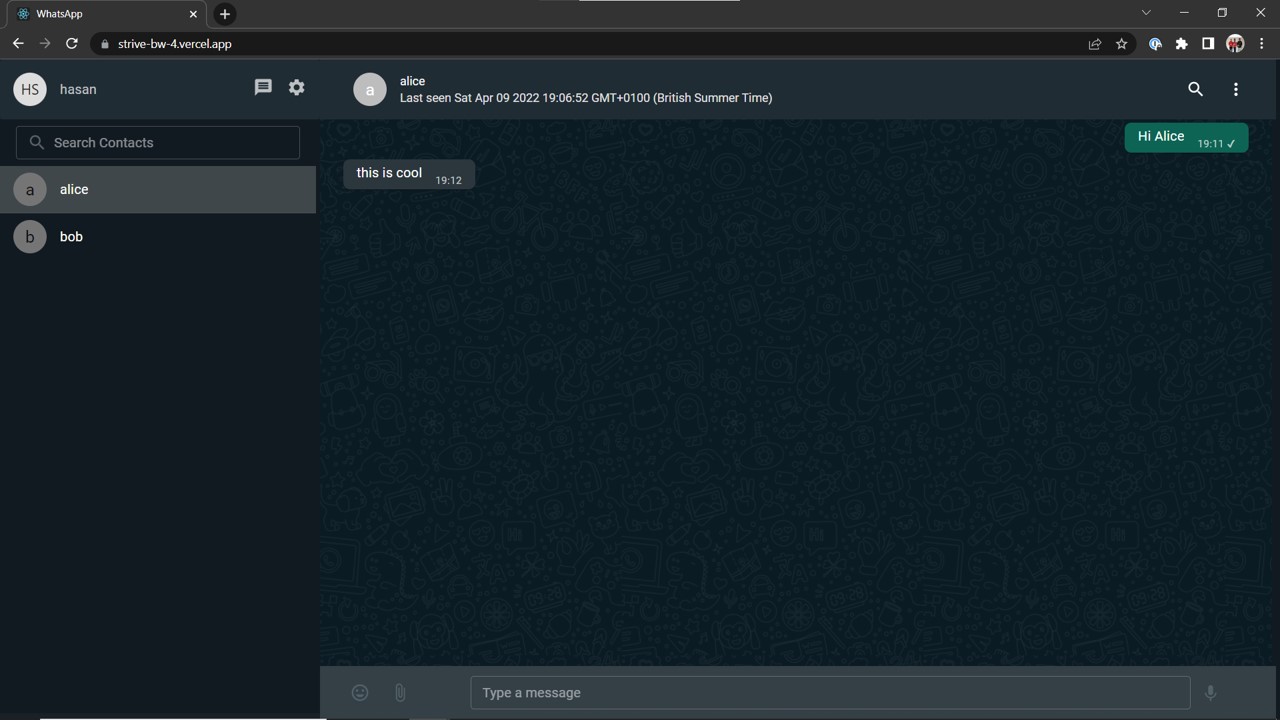 WhatsApp
strive-bw-4.vercel.app
HS
hasan
Search Contacts
a
alice
b
bob
a
alice
Last seen Sat Apr 09 2022 19:06:52 GMT+0100 (British Summer Time)
Hi Alice 19:11 ✓
this is cool 19:12
Type a message